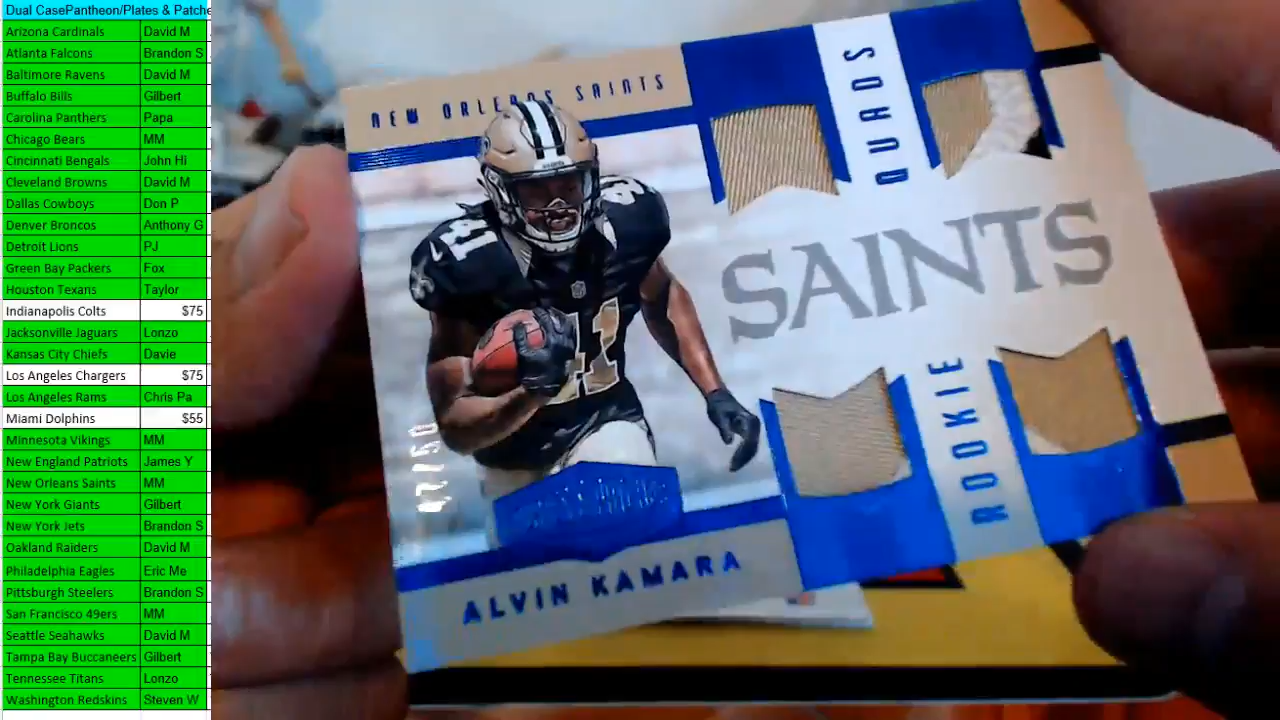 Dual CasePantheon/Plates & Patche
Arizona Cardinals David M
Atlanta Falcons Brandon S
Baltimore Ravens David M
Buffalo Bills Gilbert
Carolina Panthers Papa
Chicago Bears MM
Cincinnati Bengals John Hi
Cleveland Browns David M
Dallas Cowboys Don P
Denver Broncos Anthony G
Detroit Lions PJ
Green Bay Packers Fox
Houston Texans Taylor
Indianapolis Colts $75
Jacksonville Jaguars Lonzo
Kansas City Chiefs Davie
Los Angeles Chargers $75
Los Angeles Rams Chris Pa
Miami Dolphins $55
Minnesota Vikings MM
New England Patriots James Y
New Orleans Saints MM
New York Giants Gilbert
New York Jets Brandon S
Oakland Raiders David M
Philadelphia Eagles Eric Me
Pittsburgh Steelers Brandon S
San Francisco 49ers MM
Seattle Seahawks David M
Tampa Bay Buccaneers Gilbert
Tennessee Titans Lonzo
Washington Redskins Steven W
NEW ORLEANS SAINTS
QUADS
SAINTS
ROOKIE
41
41
ALVIN KAMARA